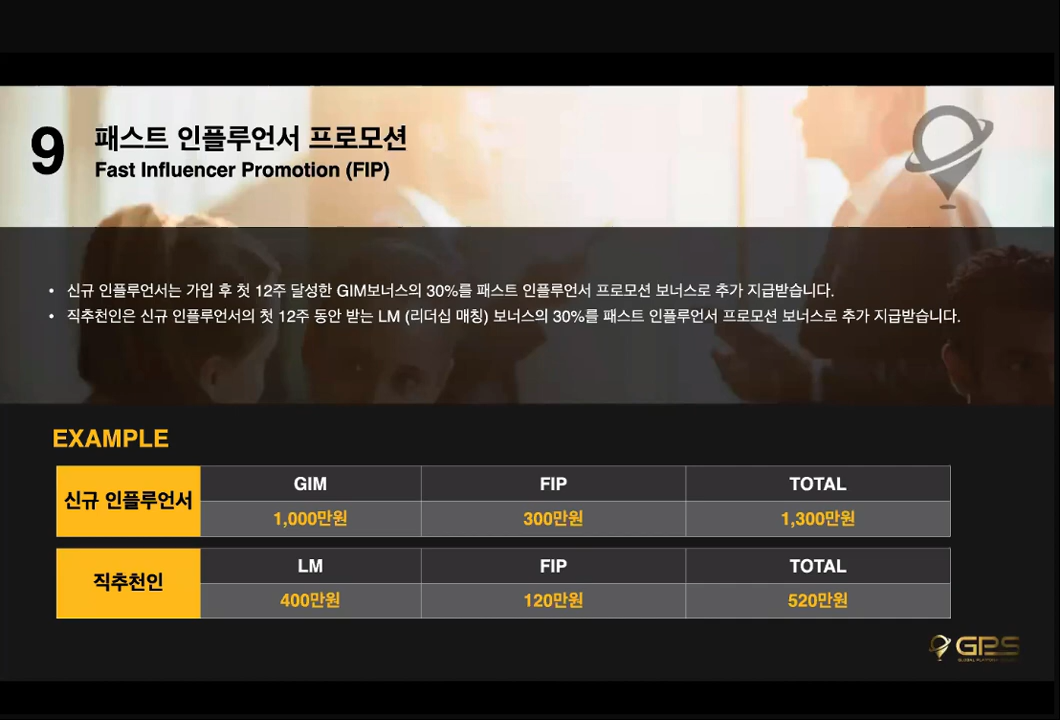 9
패스트 인플루언서 프로모션
Fast Influencer Promotion (FIP)
• 신규 인플루언서는 가입 후 첫 12주 달성한 GIM보너스의 30%를 패스트 인플루언서 프로모션 보너스로 추가 지급받습니다.
• 직추천인은 신규 인플루언서의 첫 12주 동안 받는 LM (리더십 매칭) 보너스의 30%를 패스트 인플루언서 프로모션 보너스로 추가 지급받습니다.
EXAMPLE
신규 인플루언서 GIM FIP TOTAL
1,000만원 300만원 1,300만원
직추천인 LM FIP TOTAL
400만원 120만원 520만원
GPS